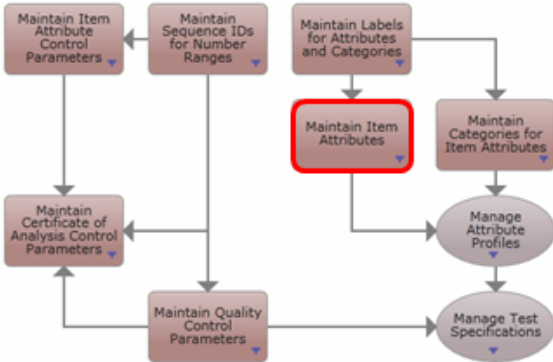 Maintain Item
Attribute
Control
Parameters
Maintain
Sequence IDs
for Number
Ranges
Maintain Labels
for Attributes
and Categories
Maintain Item
Attributes
Maintain
Categories for
Item Attributes
Maintain
Certificate of
Analysis Control
Parameters
Manage
Attribute
Profiles
Maintain Quality
Control
Parameters
Manage Test
Specifications